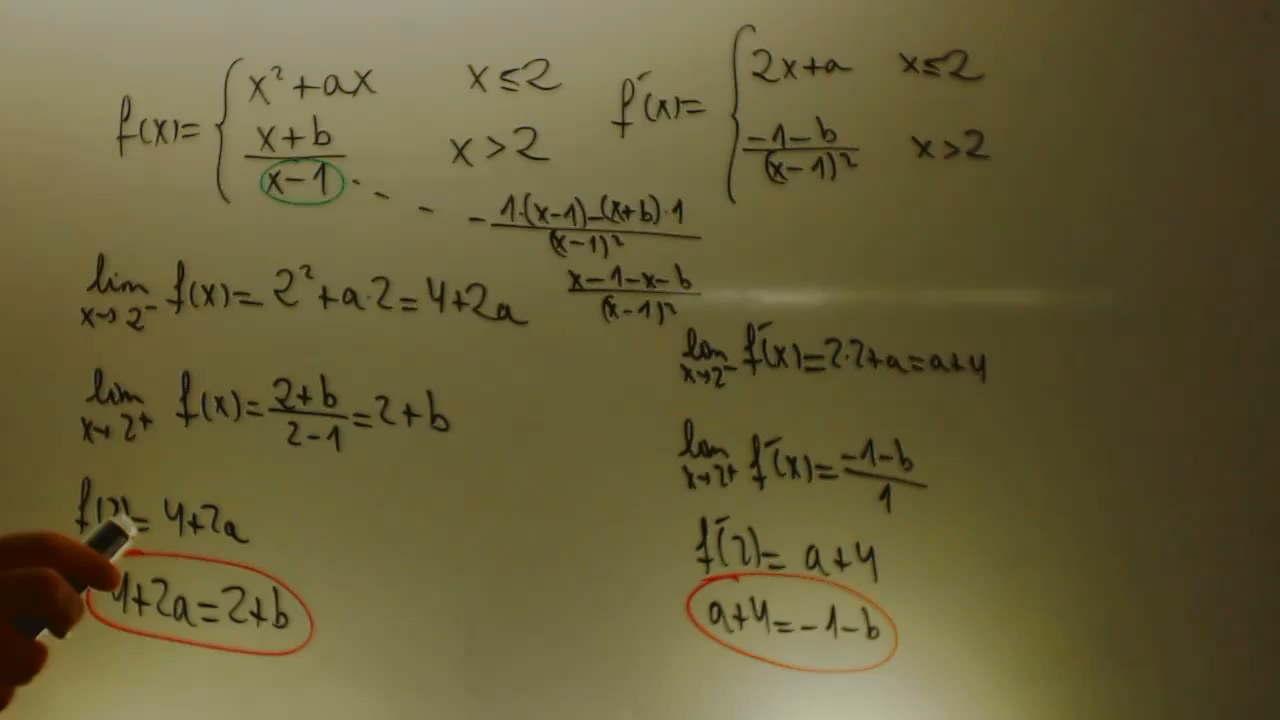 f(x)= { x²+ax x≤2
x+b / x-1 x>2
f'(x)= { 2x+a x≤2
-1-b / (x-1)² x>2
1·(x-1)-(x+b)·1 / (x-1)²
x-1-x-b / (x-1)²
lim x→2⁻ f(x)=2²+a·2=4+2a
lim x→2⁺ f(x)= 2+b / 2-1 =2+b
f(2)= 4+2a
4+2a=2+b
lim x→2⁻ f'(x)=2·2+a=a+4
lim x→2⁺ f'(x)= -1-b / 1
f'(2)= a+4
a+4=-1-b